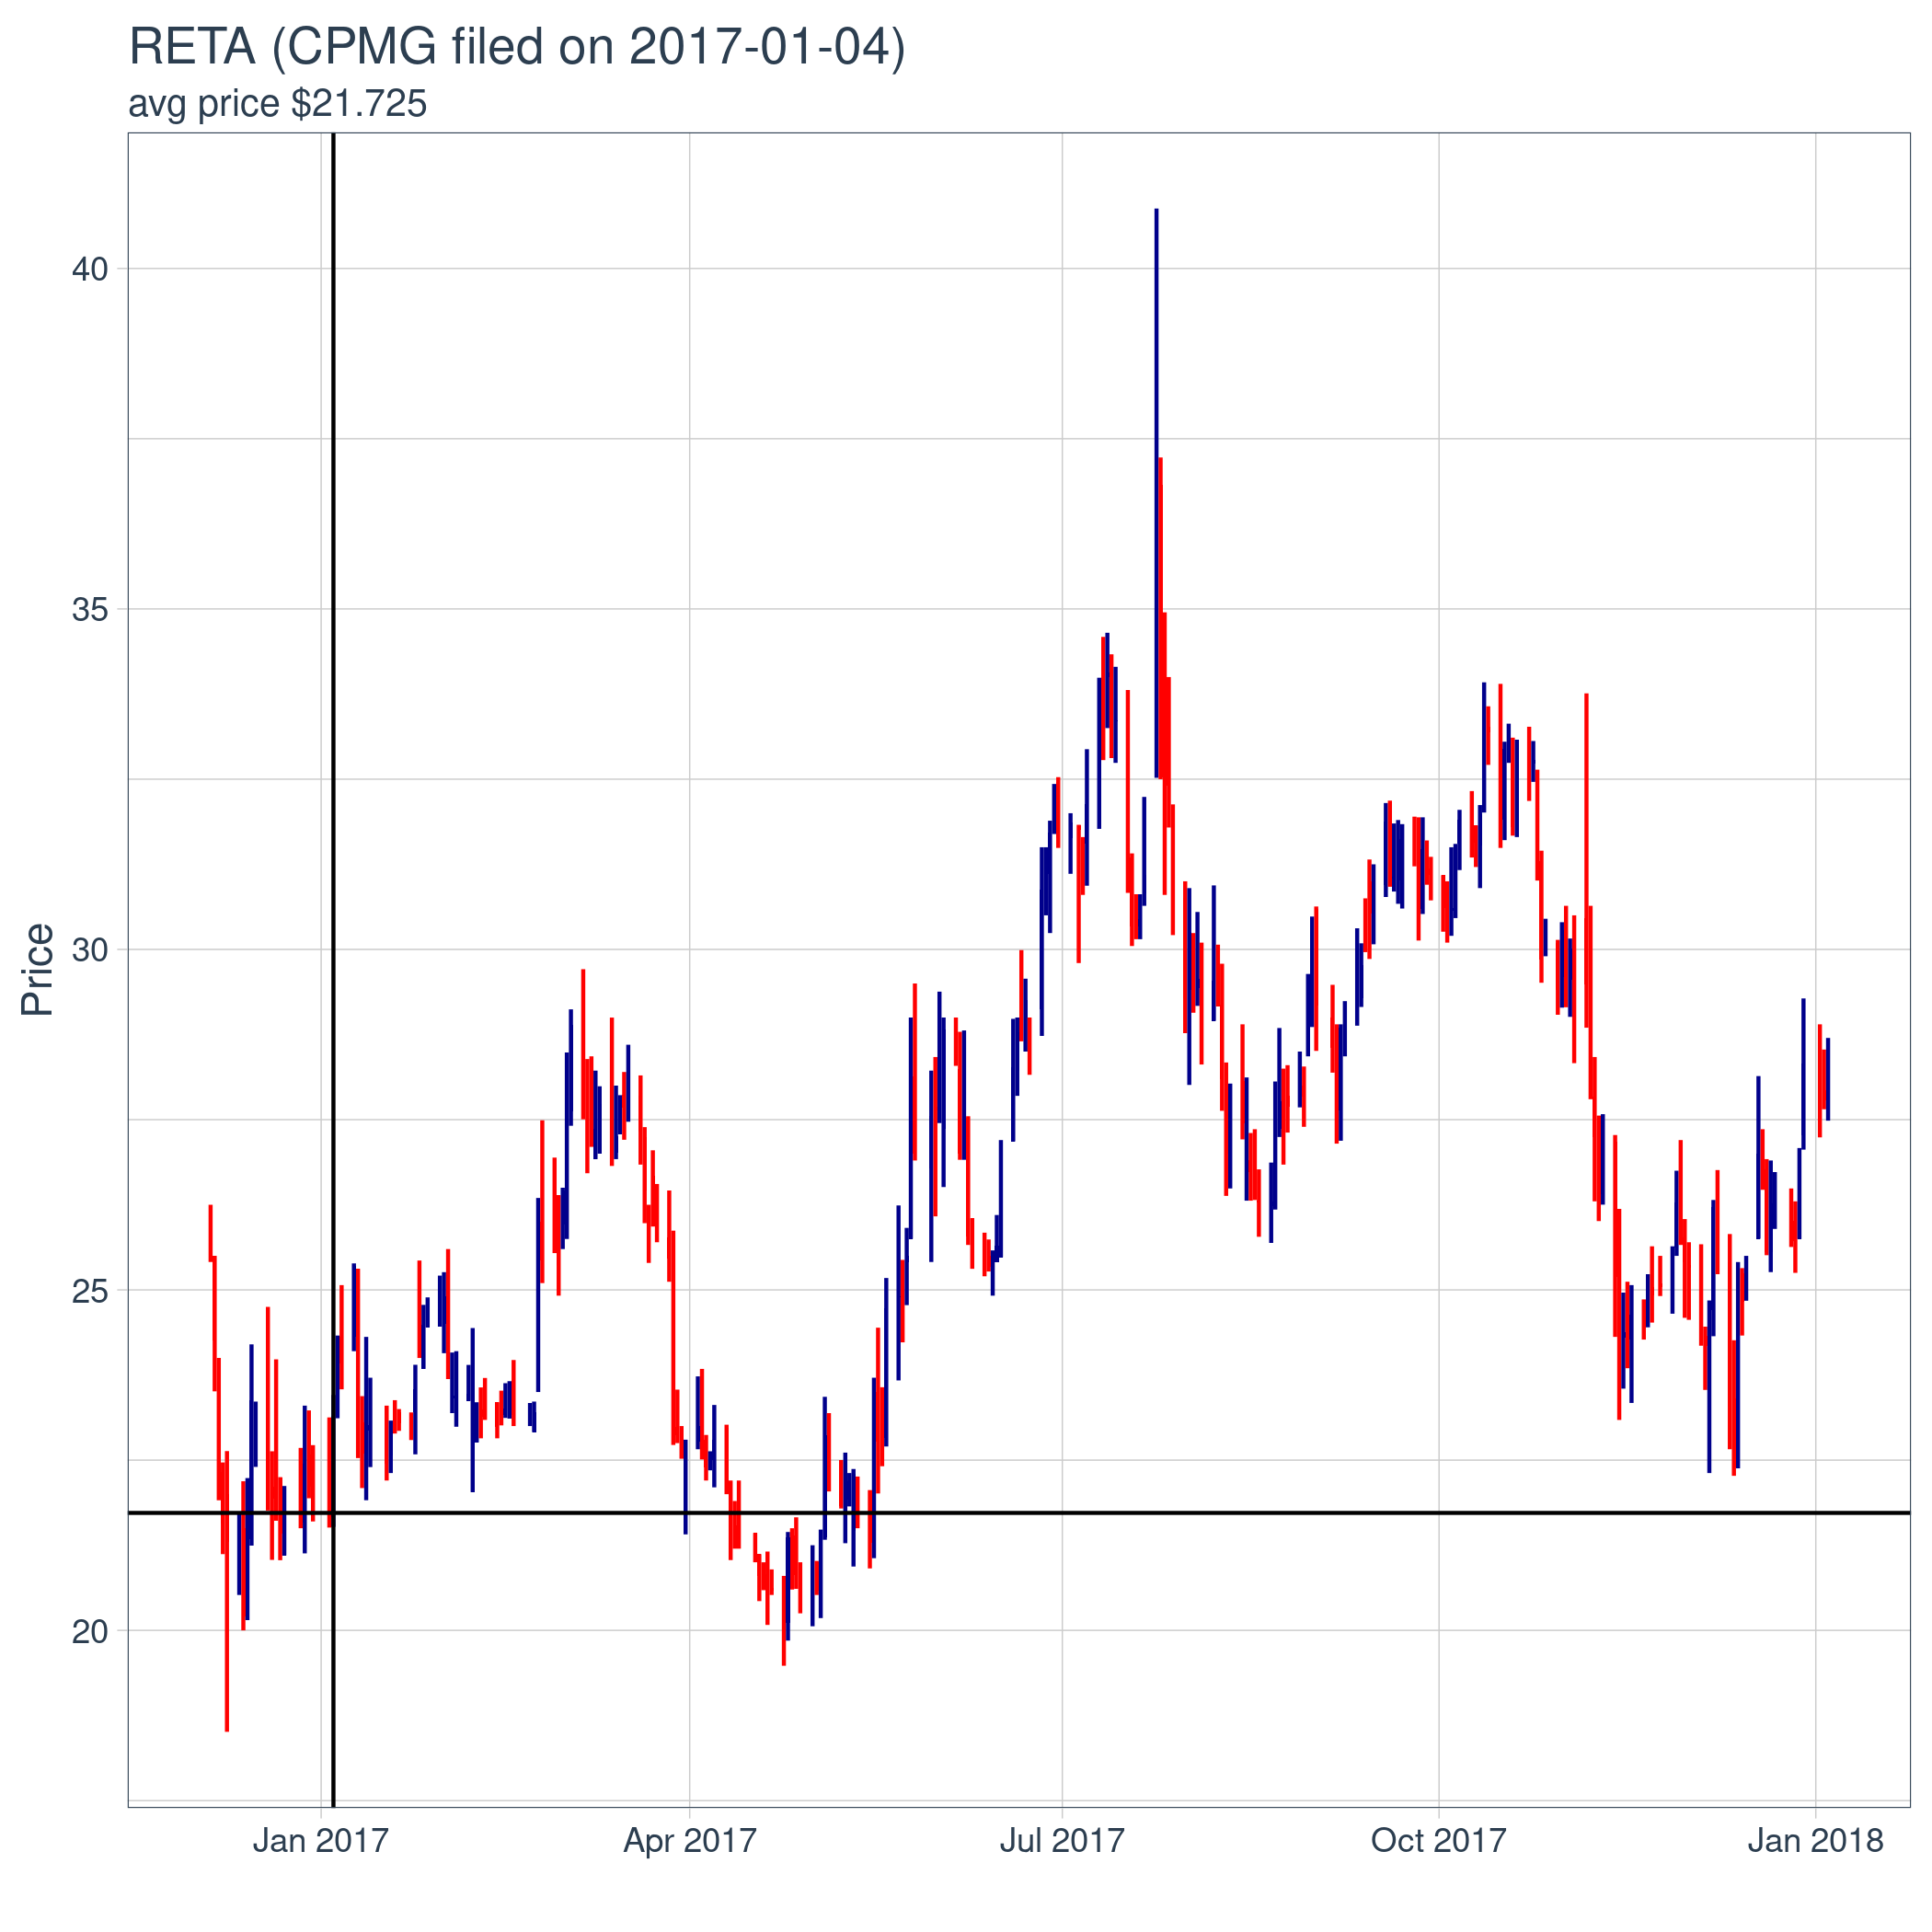 RETA (CPMG filed on 2017-01-04)
avg price $21.725
40
35
30
25
20
Price
Jan 2017
Apr 2017
Jul 2017
Oct 2017
Jan 2018